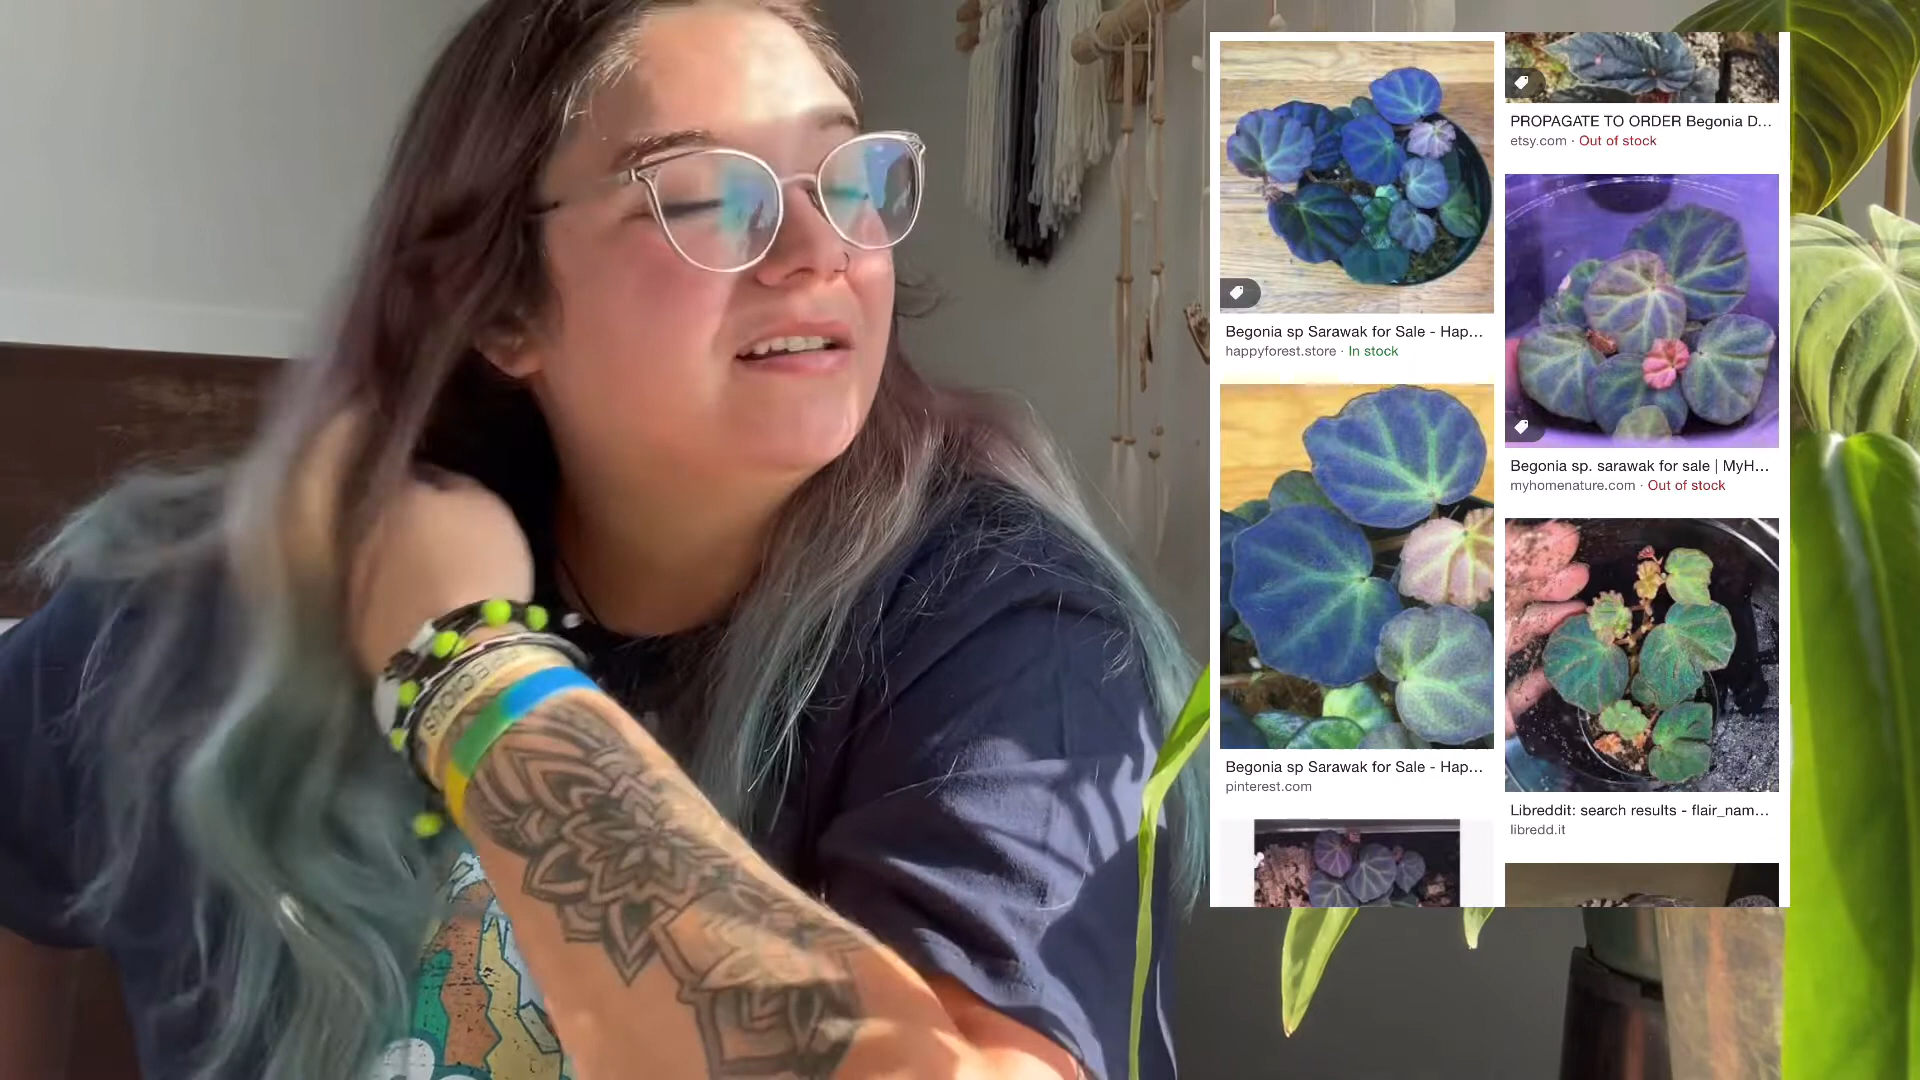 Begonia sp Sarawak for Sale - Hap...
happyforest.store · In stock
Begonia sp Sarawak for Sale - Hap...
pinterest.com
PROPAGATE TO ORDER Begonia D...
etsy.com · Out of stock
Begonia sp. sarawak for sale | MyH...
myhomenature.com · Out of stock
Libreddit: search results - flair_nam...
libredd.it
SPECIOUS